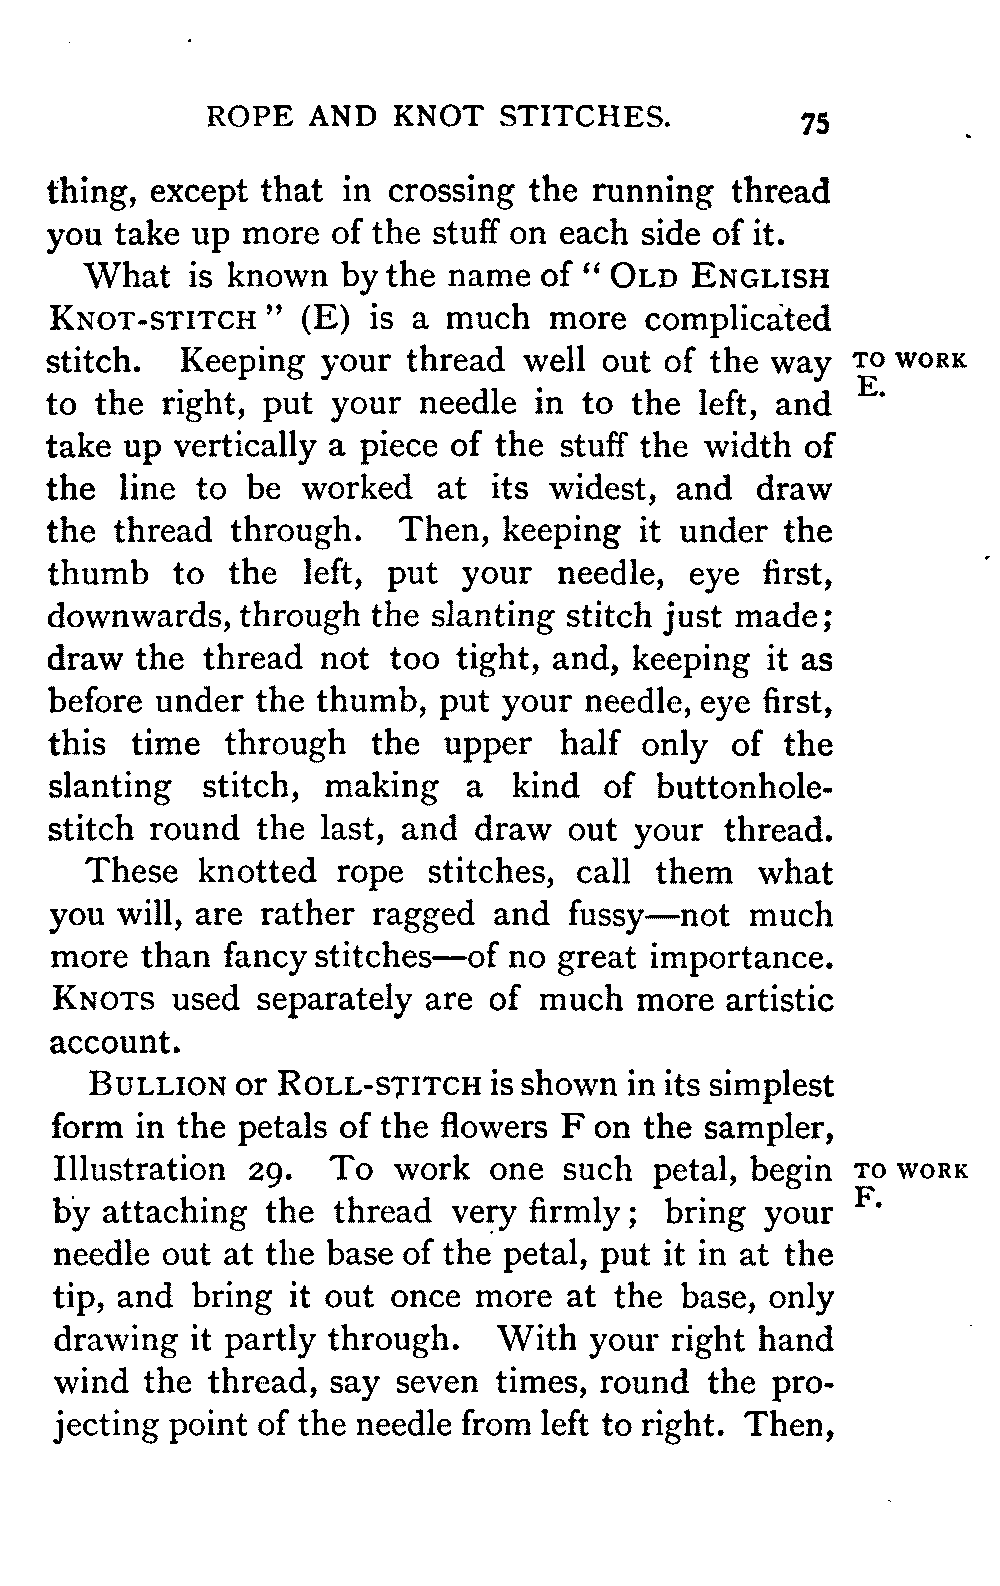 ROPE AND KNOT STITCHES. 75
thing, except that in crossing the running thread
you take up more of the stuff on each side of it.
What is known by the name of " OLD ENGLISH
KNOT-STITCH " (E) is a much more complicated
stitch. Keeping your thread well out of the way TO WORK
to the right, put your needle in to the left, and E.
take up vertically a piece of the stuff the width of
the line to be worked at its widest, and draw
the thread through. Then, keeping it under the
thumb to the left, put your needle, eye first,
downwards, through the slanting stitch just made;
draw the thread not too tight, and, keeping it as
before under the thumb, put your needle, eye first,
this time through the upper half only of the
slanting stitch, making a kind of buttonhole-
stitch round the last, and draw out your thread.
These knotted rope stitches, call them what
you will, are rather ragged and fussy—not much
more than fancy stitches—of no great importance.
KNOTS used separately are of much more artistic
account.
BULLION or ROLL-STITCH is shown in its simplest
form in the petals of the flowers F on the sampler,
Illustration 29. To work one such petal, begin TO WORK
by attaching the thread very firmly; bring your F.
needle out at the base of the petal, put it in at the
tip, and bring it out once more at the base, only
drawing it partly through. With your right hand
wind the thread, say seven times, round the pro-
jecting point of the needle from left to right. Then,